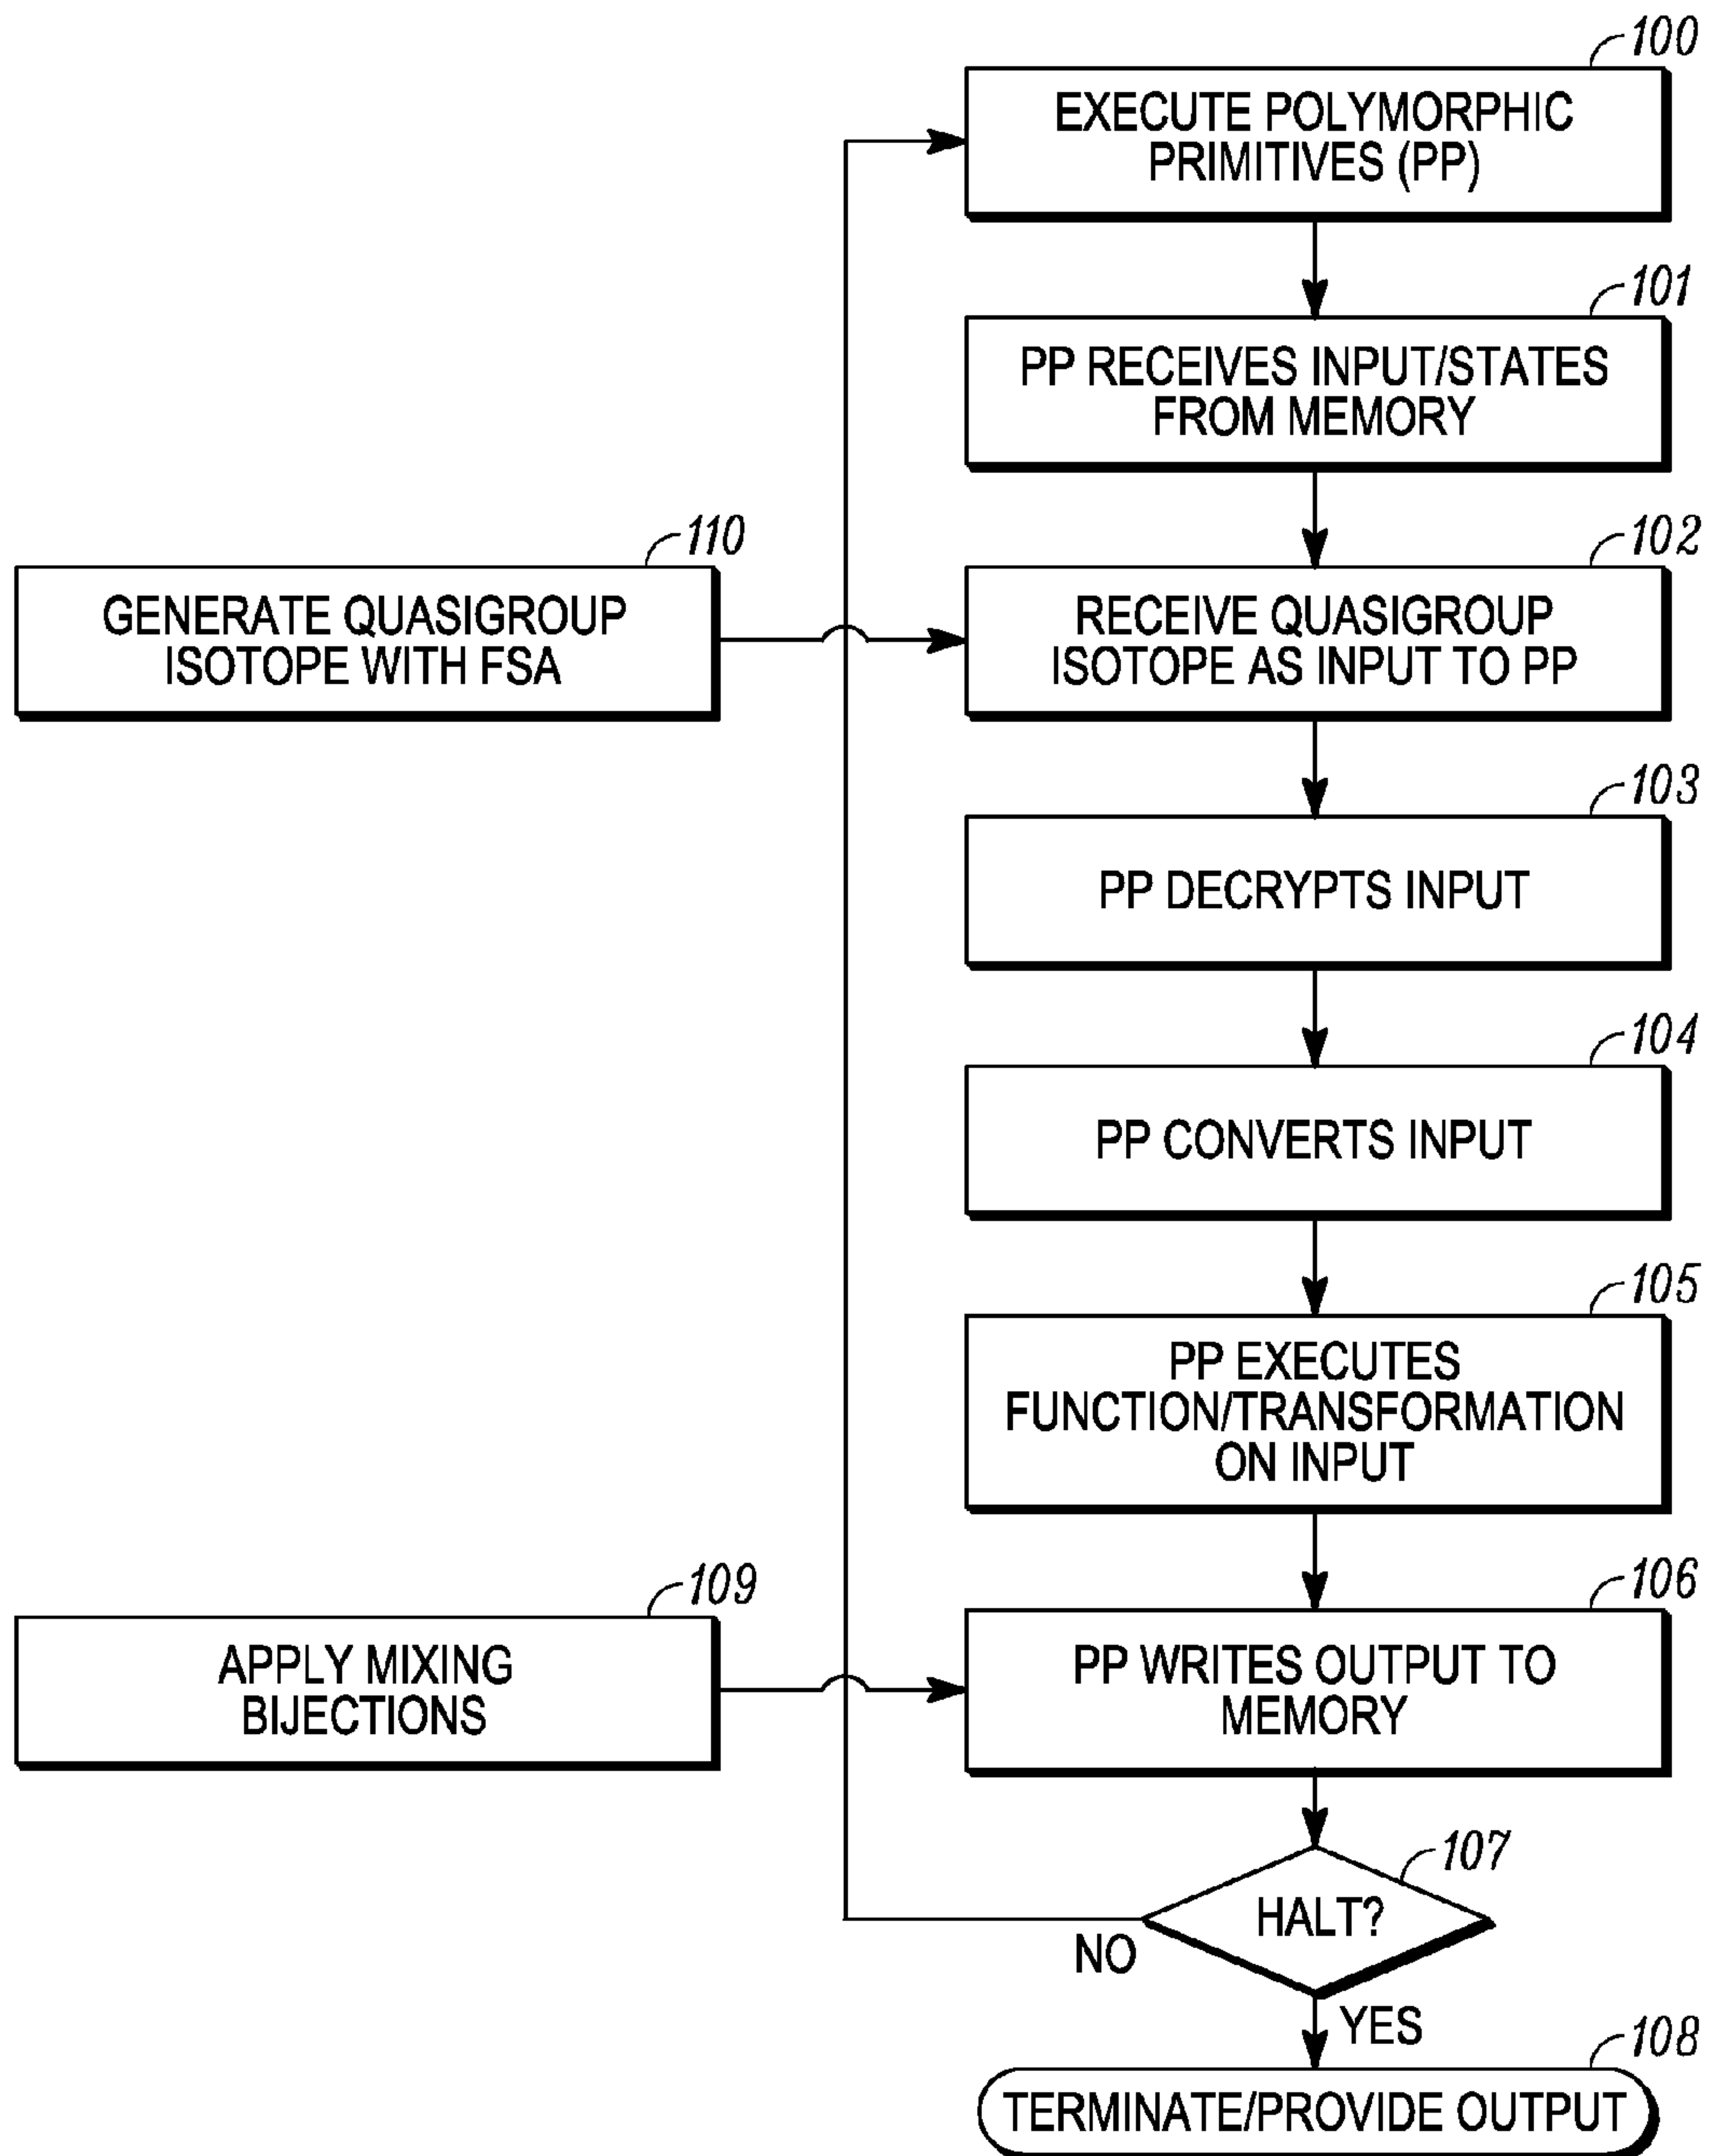 100
EXECUTE POLYMORPHIC
PRIMITIVES (PP)
101
PP RECEIVES INPUT/STATES
FROM MEMORY
110
GENERATE QUASIGROUP
ISOTOPE WITH FSA
102
RECEIVE QUASIGROUP
ISOTOPE AS INPUT TO PP
103
PP DECRYPTS INPUT
104
PP CONVERTS INPUT
105
PP EXECUTES
FUNCTION/TRANSFORMATION
ON INPUT
109
APPLY MIXING
BIJECTIONS
106
PP WRITES OUTPUT TO
MEMORY
107
HALT?
NO
YES
108
TERMINATE/PROVIDE OUTPUT